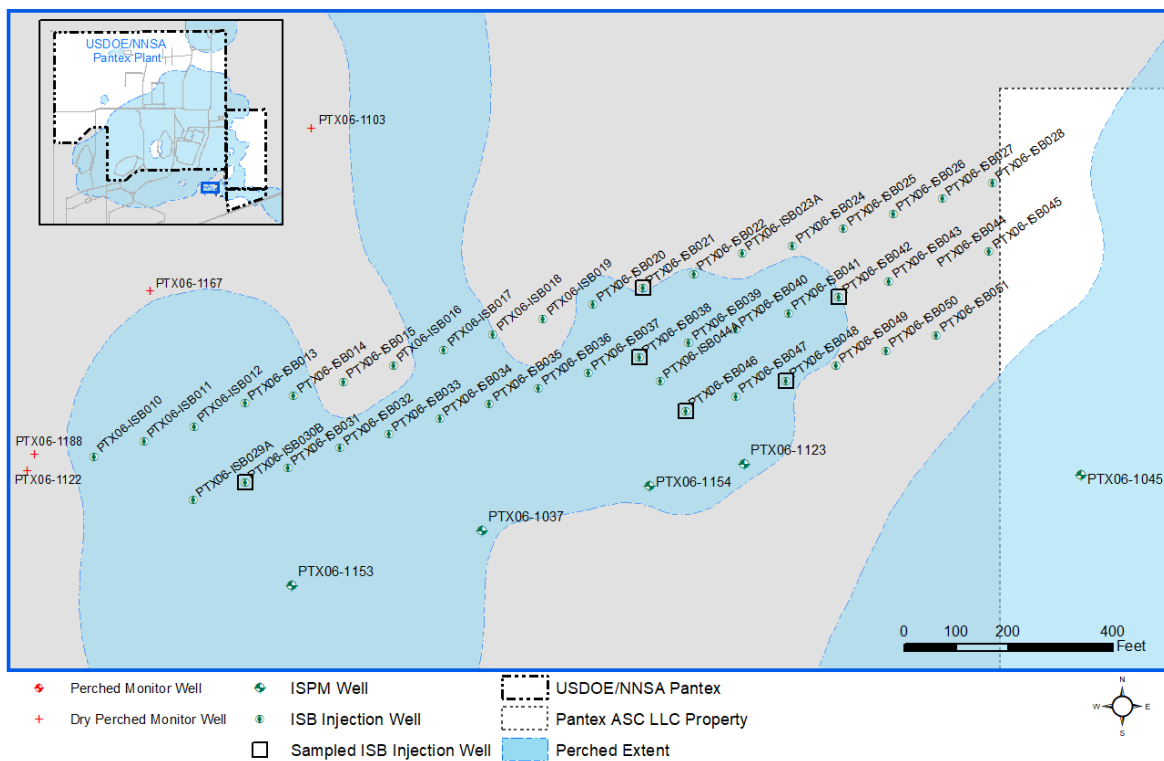 USDOE/NNSA
Pantex Plant
PTX06-1103
PTX06-1167
PTX06-1188
PTX06-1122
PTX06-ISB010
PTX06-ISB011
PTX06-ISB012
PTX06-ISB013
PTX06-ISB014
PTX06-ISB015
PTX06-ISB016
PTX06-ISB017
PTX06-ISB018
PTX06-ISB019
PTX06-ISB020
PTX06-ISB021
PTX06-ISB022
PTX06-ISB023A
PTX06-ISB024
PTX06-ISB025
PTX06-ISB026
PTX06-ISB027
PTX06-ISB028
PTX06-ISB029A
PTX06-ISB030B
PTX06-ISB031
PTX06-ISB032
PTX06-ISB033
PTX06-ISB034
PTX06-ISB035
PTX06-ISB036
PTX06-ISB037
PTX06-ISB038
PTX06-ISB039
PTX06-ISB040
PTX06-ISB041
PTX06-ISB042
PTX06-ISB043
PTX06-ISB044
PTX06-ISB045
PTX06-ISB044A
PTX06-ISB046
PTX06-ISB047
PTX06-ISB048
PTX06-ISB049
PTX06-ISB050
PTX06-ISB051
PTX06-1123
PTX06-1154
PTX06-1045
PTX06-1037
PTX06-1153
0 100 200 400
Feet
Perched Monitor Well
ISPM Well
USDOE/NNSA Pantex
Dry Perched Monitor Well
ISB Injection Well
Pantex ASC LLC Property
Sampled ISB Injection Well
Perched Extent
N
W
E
S